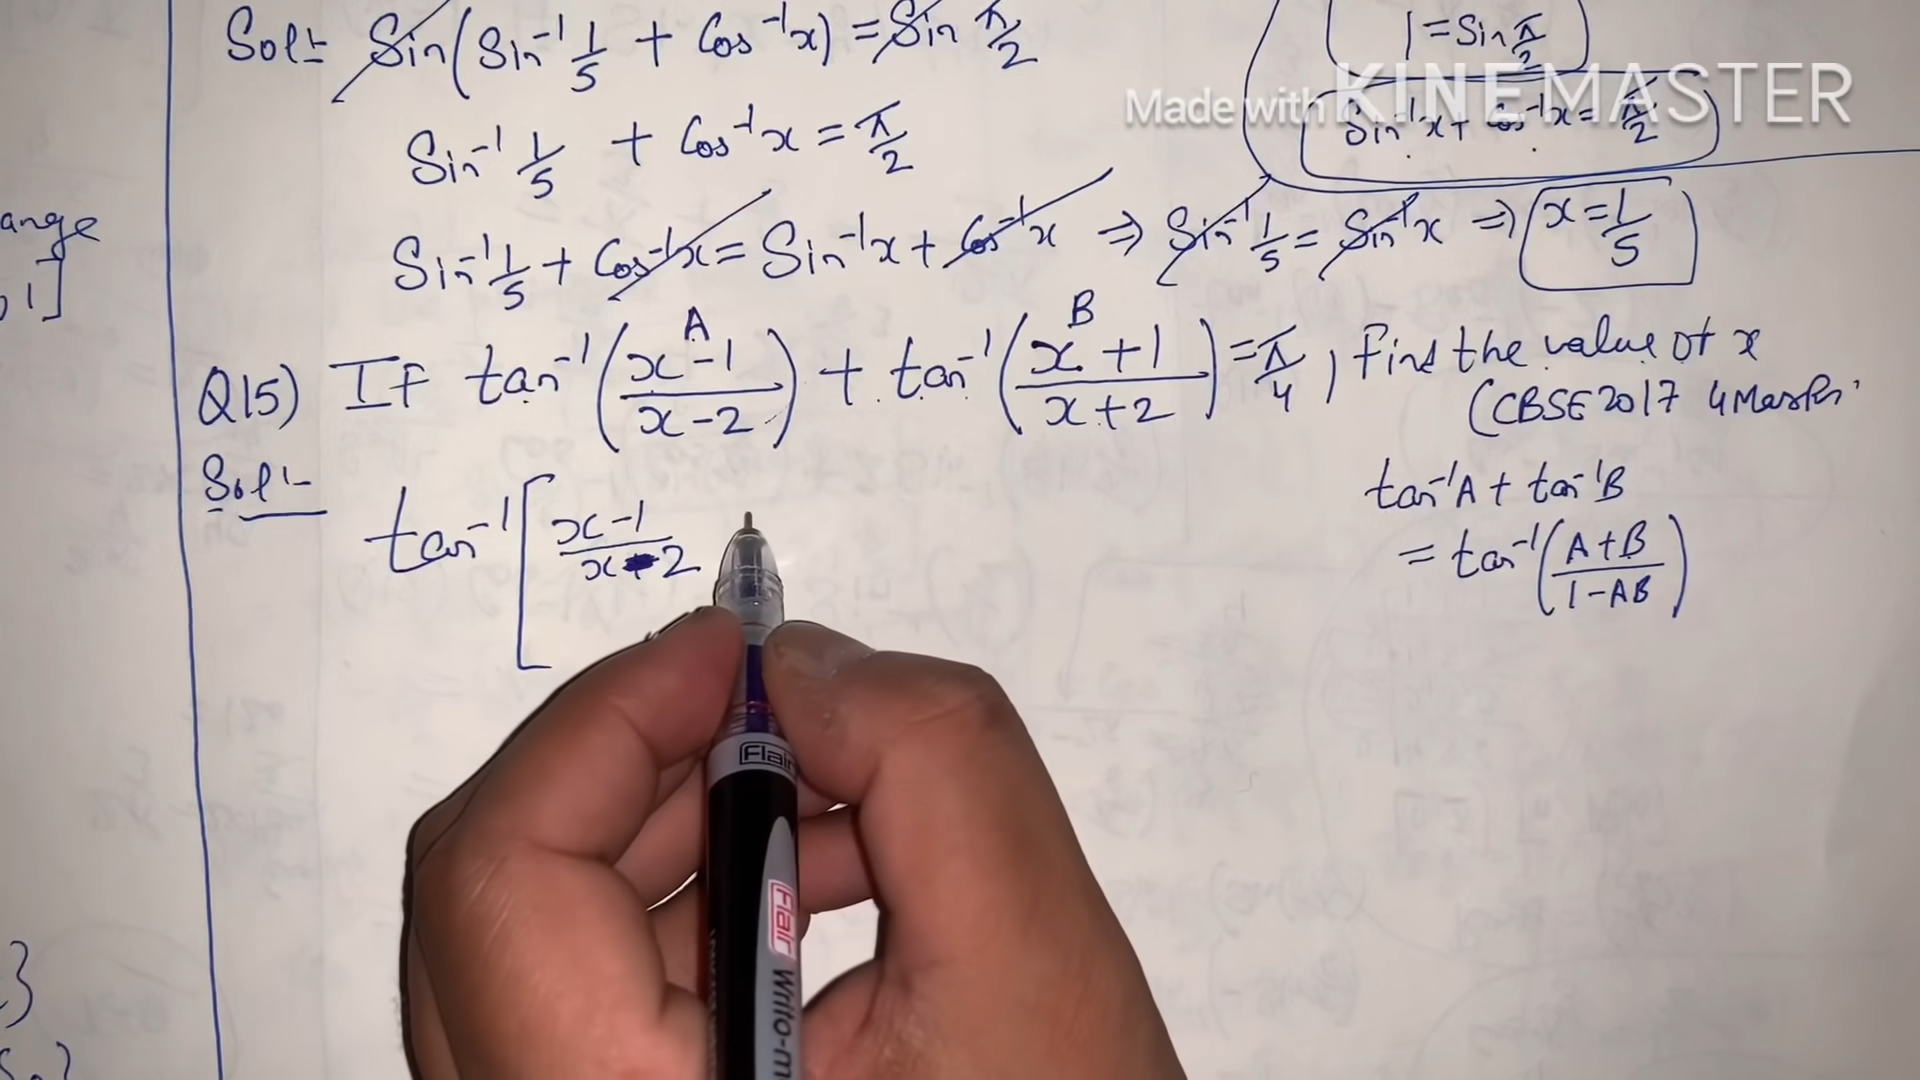 Sol:- Sin(Sin⁻¹ 1/5 + Cos⁻¹x) = Sin π/2
1 = Sin π/2
Made with KINEMASTER
Sin⁻¹x + Cos⁻¹x = π/2
Sin⁻¹ 1/5 + Cos⁻¹x = π/2
ange
Sin⁻¹ 1/5 + Cos⁻¹x = Sin⁻¹x + Cos⁻¹x ⇒ Sin⁻¹ 1/5 = Sin⁻¹x ⇒ x = 1/5
1]
A B
Q15) If tan⁻¹((x-1)/(x-2)) + tan⁻¹((x+1)/(x+2)) = π/4, Find the value of x
(CBSE 2017 4 Marks)
Sol:-
tan⁻¹[ (x-1)/(x-2)
tan⁻¹A + tan⁻¹B
= tan⁻¹((A+B)/(1-AB))
Flair
Flair Writo-m